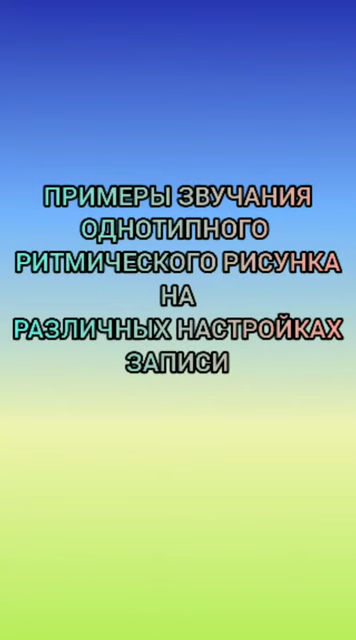 ПРИМЕРЫ ЗВУЧАНИЯ
ОДНОТИПНОГО
РИТМИЧЕСКОГО РИСУНКА
НА
РАЗЛИЧНЫХ НАСТРОЙКАХ
ЗАПИСИ